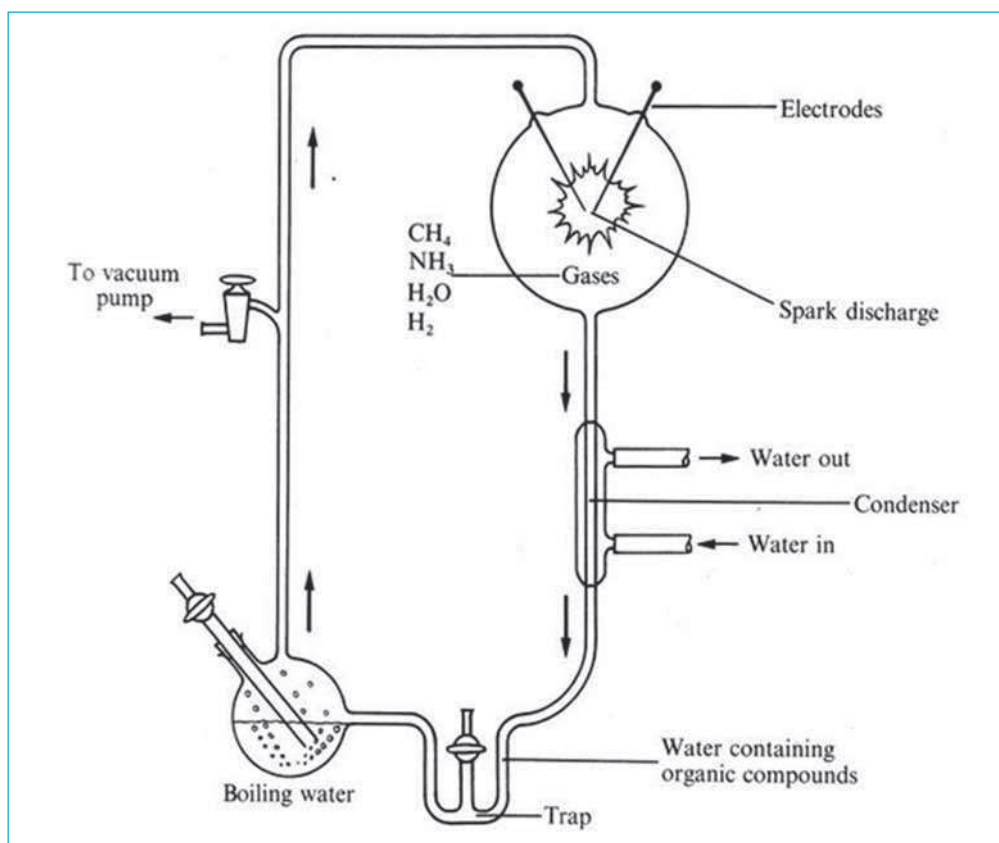 Electrodes
CH₄
NH₃
H₂O
H₂
Gases
To vacuum
pump
Spark discharge
Water out
Condenser
Water in
Water containing
organic compounds
Boiling water
Trap